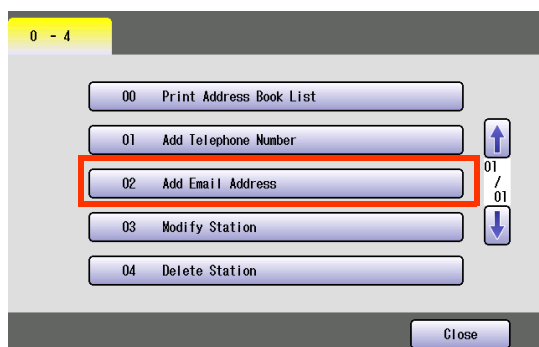 0 - 4
00 Print Address Book List
01 Add Telephone Number
02 Add Email Address
03 Modify Station
04 Delete Station
01
/
01
Close